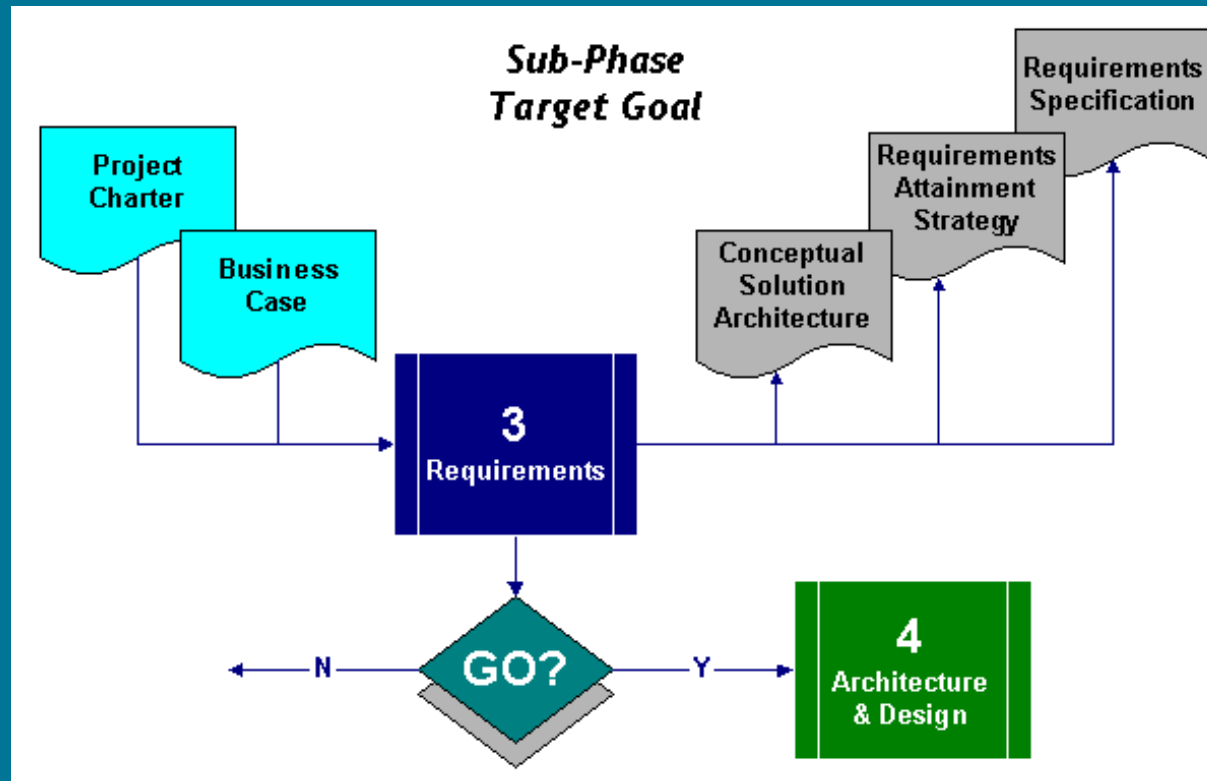 Sub-Phase
Target Goal
Project
Charter
Business
Case
Conceptual
Solution
Architecture
Requirements
Attainment
Strategy
Requirements
Specification
3
Requirements
GO?
N
Y
4
Architecture
& Design